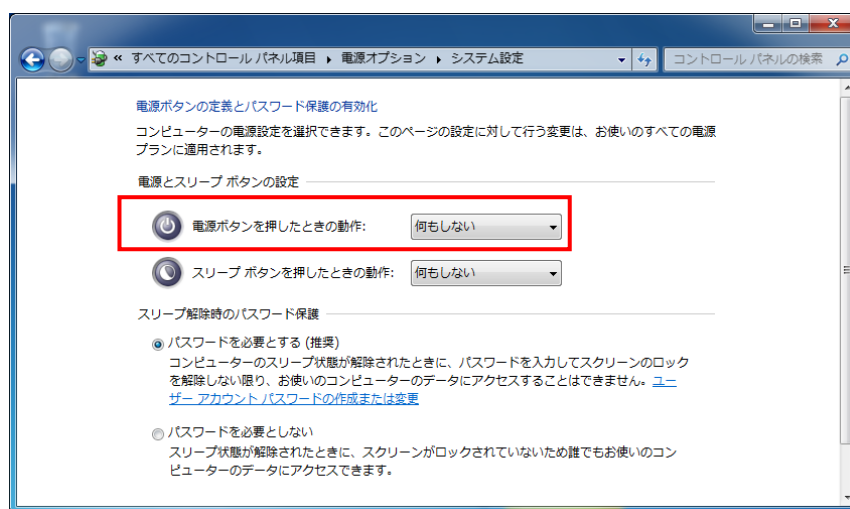 « すべてのコントロール パネル項目 ▸ 電源オプション ▸ システム設定
コントロール パネルの検索
電源ボタンの定義とパスワード保護の有効化
コンピューターの電源設定を選択できます。このページの設定に対して行う変更は、お使いのすべての電源
プランに適用されます。
電源とスリープ ボタンの設定
電源ボタンを押したときの動作: 何もしない
スリープ ボタンを押したときの動作: 何もしない
スリープ解除時のパスワード保護
パスワードを必要とする (推奨)
コンピューターのスリープ状態が解除されたときに、パスワードを入力してスクリーンのロック
を解除しない限り、お使いのコンピューターのデータにアクセスすることはできません。ユー
ザー アカウント パスワードの作成または変更
パスワードを必要としない
スリープ状態が解除されたときに、スクリーンがロックされていないため誰でもお使いのコン
ピューターのデータにアクセスできます。